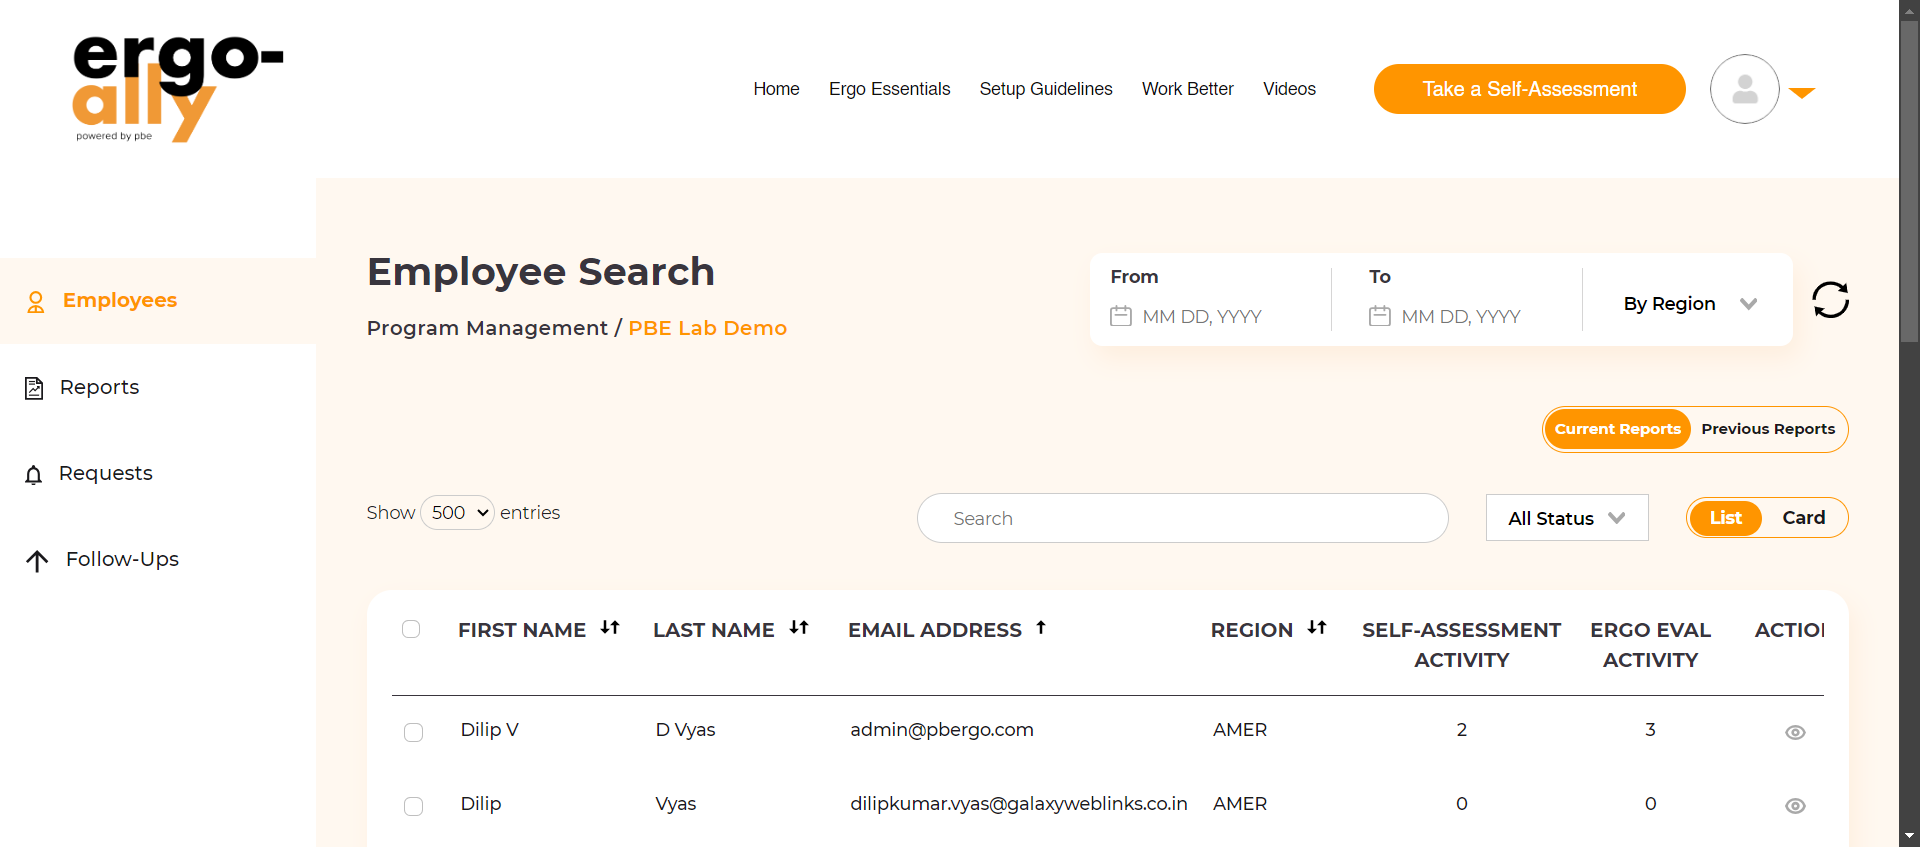 ergo-
ally
powered by pbe
Home Ergo Essentials Setup Guidelines Work Better Videos Take a Self-Assessment
Employees
Reports
Requests
Follow-Ups
Employee Search
Program Management / PBE Lab Demo
From To
MM DD, YYYY MM DD, YYYY By Region
Current Reports Previous Reports
Show 500 entries Search All Status List Card
FIRST NAME LAST NAME EMAIL ADDRESS REGION SELF-ASSESSMENT ERGO EVAL
ACTIVITY ACTIVITY
Dilip V D Vyas admin@pbergo.com AMER 2 3
Dilip Vyas dilipkumar.vyas@galaxyweblinks.co.in AMER 0 0